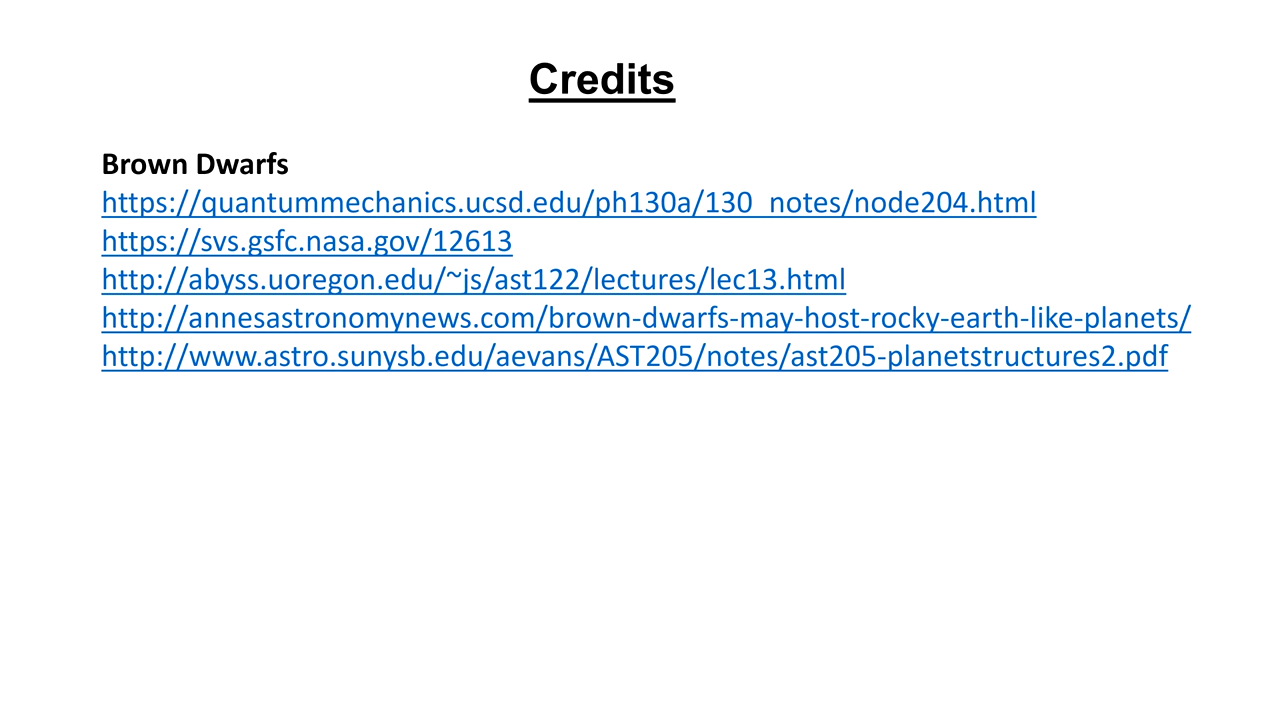 Credits
Brown Dwarfs
https://quantummechanics.ucsd.edu/ph130a/130_notes/node204.html
https://svs.gsfc.nasa.gov/12613
http://abyss.uoregon.edu/~js/ast122/lectures/lec13.html
http://annesastronomynews.com/brown-dwarfs-may-host-rocky-earth-like-planets/
http://www.astro.sunysb.edu/aevans/AST205/notes/ast205-planetstructures2.pdf